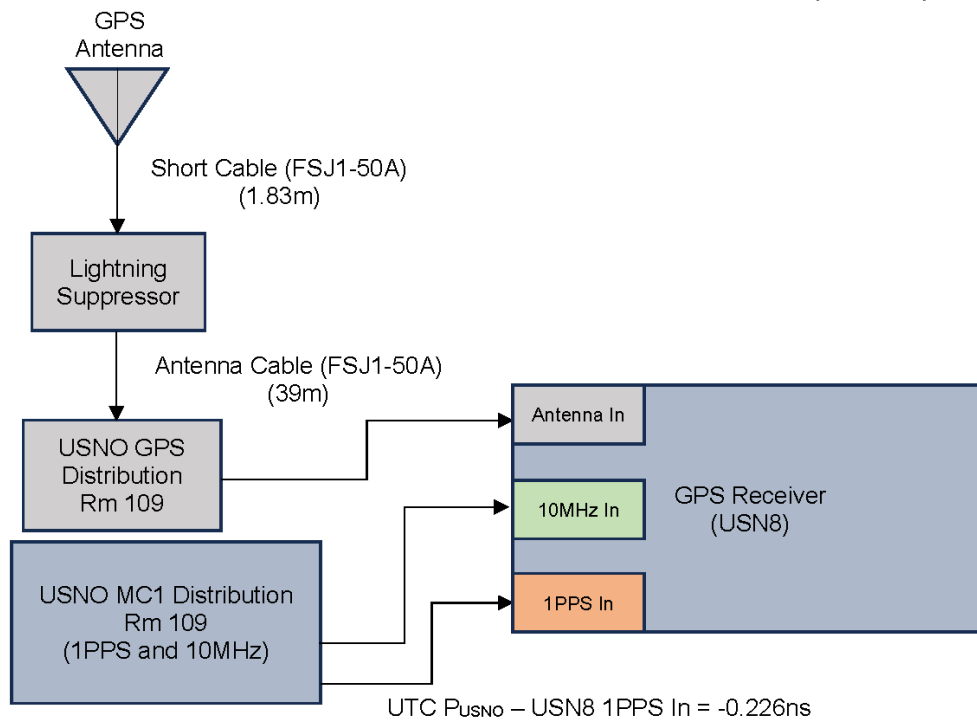 GPS
Antenna
Short Cable (FSJ1-50A)
(1.83m)
Lightning
Suppressor
Antenna Cable (FSJ1-50A)
(39m)
USNO GPS
Distribution
Rm 109
Antenna In
10MHz In
1PPS In
GPS Receiver
(USN8)
USNO MC1 Distribution
Rm 109
(1PPS and 10MHz)
UTC PUSNO – USN8 1PPS In = -0.226ns